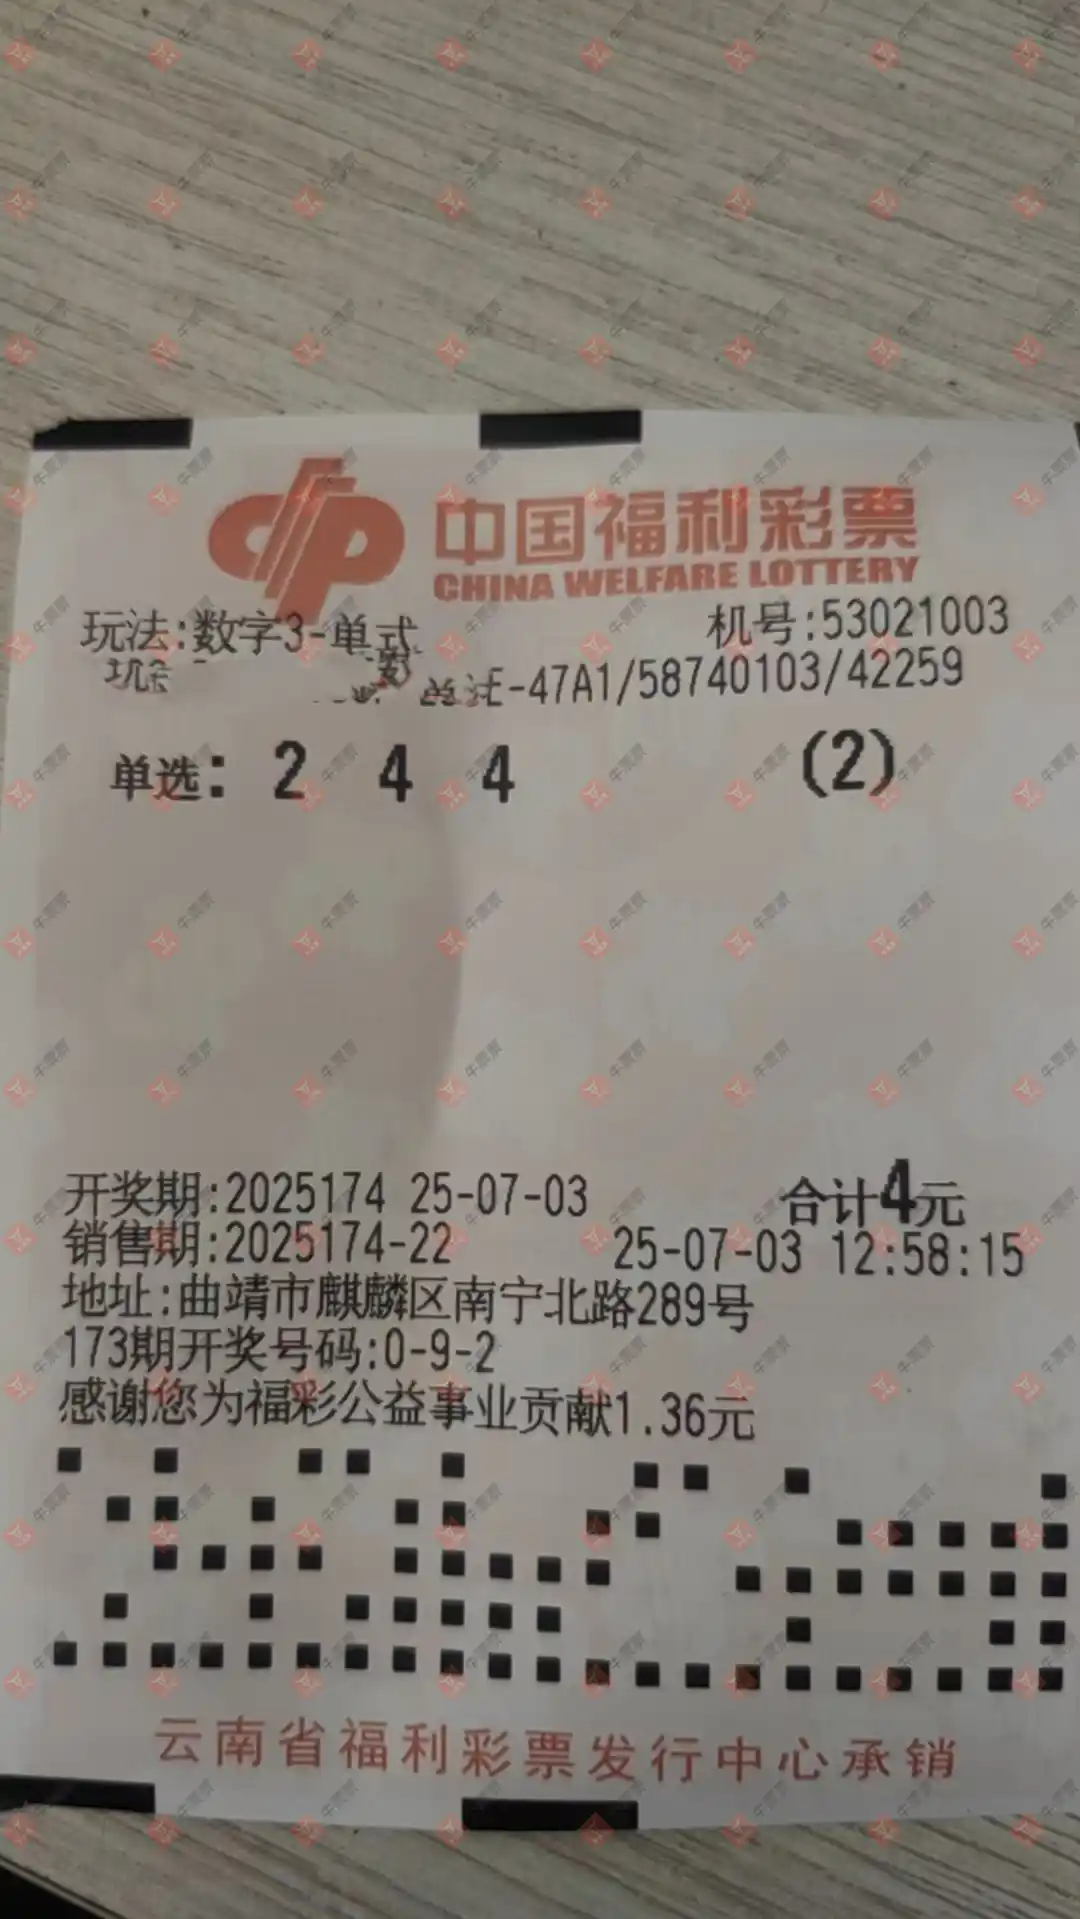 中国福利彩票
CHINA WELFARE LOTTERY
玩法:数字3-单式
机号:53021003
E-47A1/58740103/42259
单选: 2 4 4 (2)
开奖期:2025174 25-07-03 合计4元
销售期:2025174-22 25-07-03 12:58:15
地址:曲靖市麒麟区南宁北路289号
173期开奖号码:0-9-2
感谢您为福彩公益事业贡献1.36元
云南省福利彩票发行中心承销
牛票票